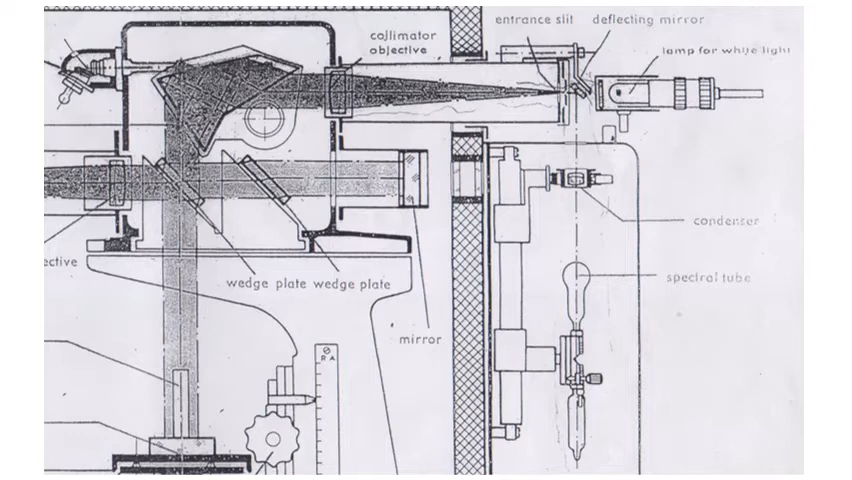 entrance slit
deflecting mirror
collimator
objective
lamp for white light
condenser
ective
spectral tube
wedge plate
wedge plate
mirror
R A